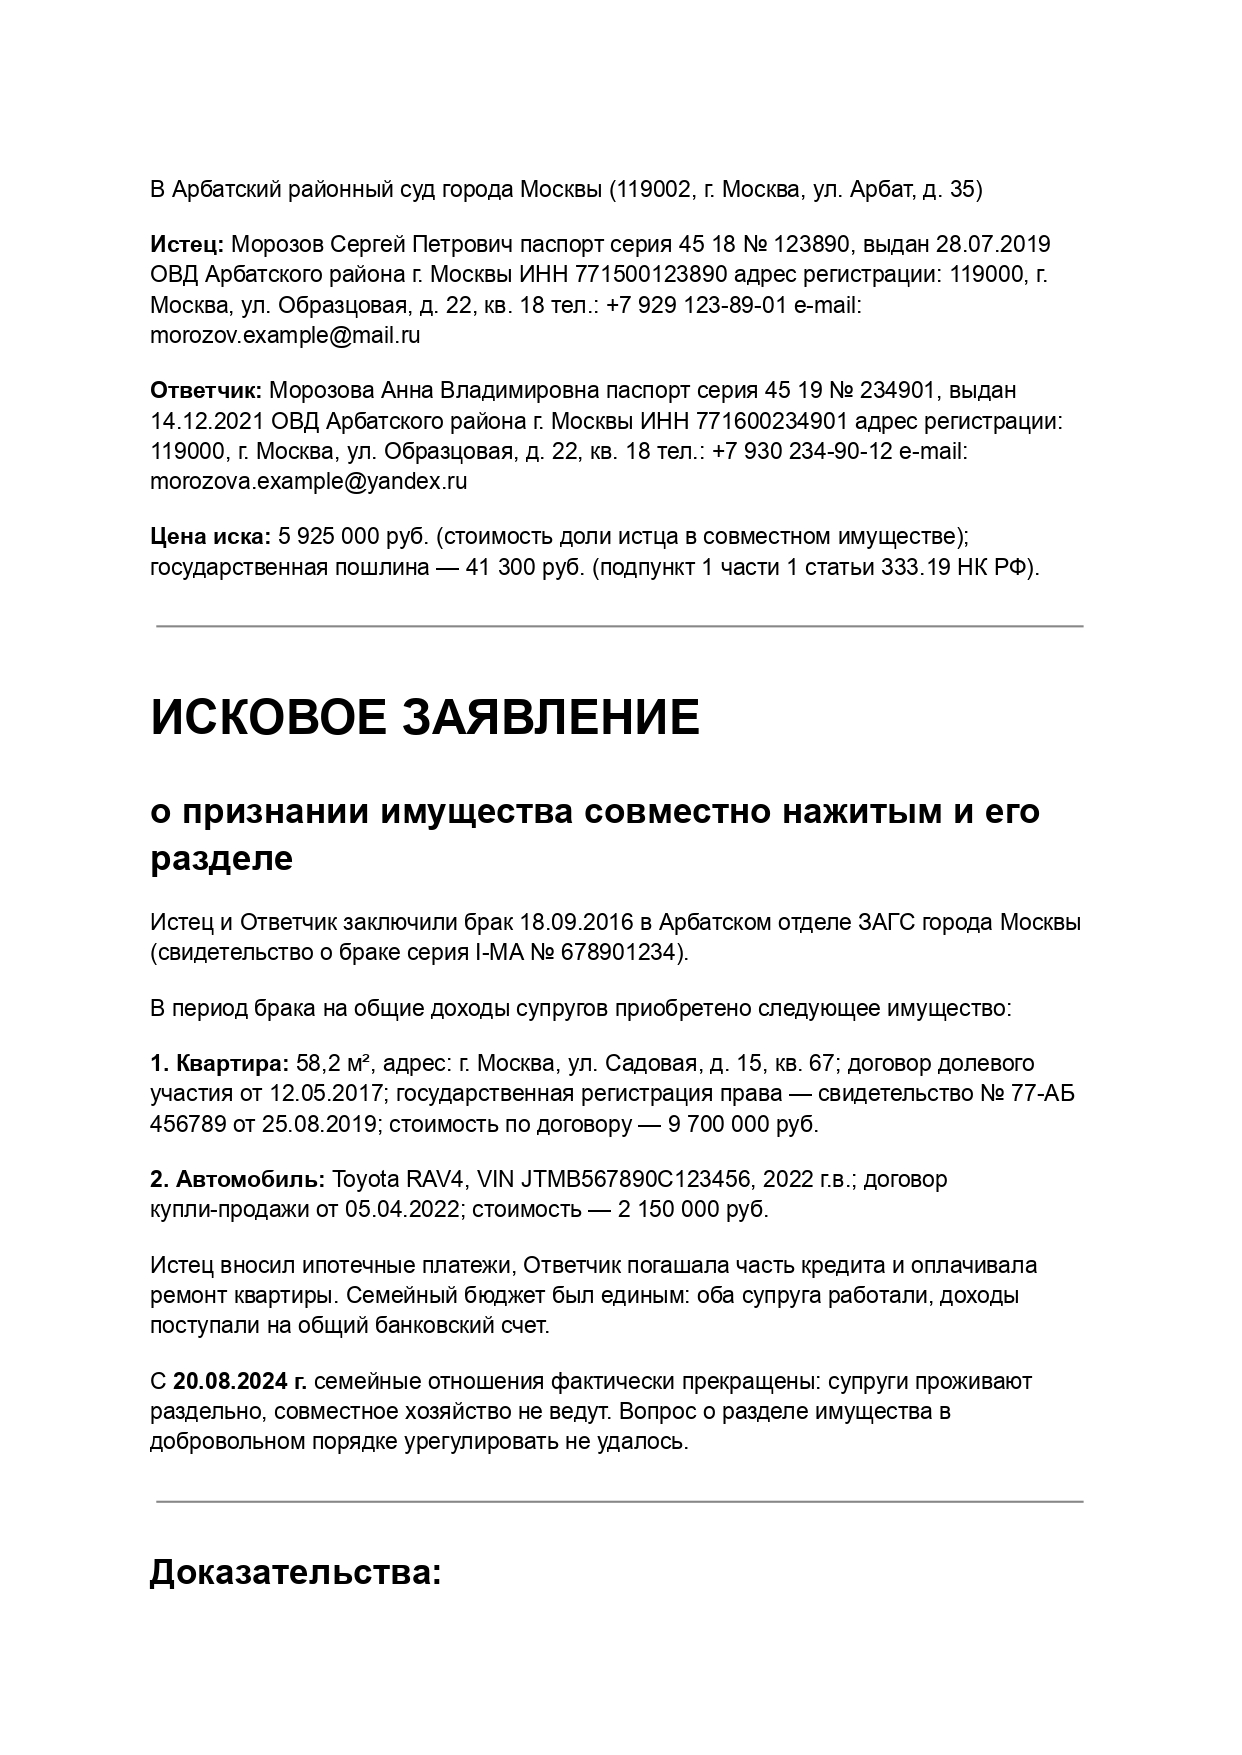 В Арбатский районный суд города Москвы (119002, г. Москва, ул. Арбат, д. 35)
Истец: Морозов Сергей Петрович паспорт серия 45 18 № 123890, выдан 28.07.2019
ОВД Арбатского района г. Москвы ИНН 771500123890 адрес регистрации: 119000, г.
Москва, ул. Образцовая, д. 22, кв. 18 тел.: +7 929 123-89-01 e-mail:
morozov.example@mail.ru
Ответчик: Морозова Анна Владимировна паспорт серия 45 19 № 234901, выдан
14.12.2021 ОВД Арбатского района г. Москвы ИНН 771600234901 адрес регистрации:
119000, г. Москва, ул. Образцовая, д. 22, кв. 18 тел.: +7 930 234-90-12 e-mail:
morozova.example@yandex.ru
Цена иска: 5 925 000 руб. (стоимость доли истца в совместном имуществе);
государственная пошлина — 41 300 руб. (подпункт 1 части 1 статьи 333.19 НК РФ).
ИСКОВОЕ ЗАЯВЛЕНИЕ
о признании имущества совместно нажитым и его
разделе
Истец и Ответчик заключили брак 18.09.2016 в Арбатском отделе ЗАГС города Москвы
(свидетельство о браке серия I-МА № 678901234).
В период брака на общие доходы супругов приобретено следующее имущество:
1. Квартира: 58,2 м², адрес: г. Москва, ул. Садовая, д. 15, кв. 67; договор долевого
участия от 12.05.2017; государственная регистрация права — свидетельство № 77-АБ
456789 от 25.08.2019; стоимость по договору — 9 700 000 руб.
2. Автомобиль: Toyota RAV4, VIN JTMB567890C123456, 2022 г.в.; договор
купли-продажи от 05.04.2022; стоимость — 2 150 000 руб.
Истец вносил ипотечные платежи, Ответчик погашала часть кредита и оплачивала
ремонт квартиры. Семейный бюджет был единым: оба супруга работали, доходы
поступали на общий банковский счет.
С 20.08.2024 г. семейные отношения фактически прекращены: супруги проживают
раздельно, совместное хозяйство не ведут. Вопрос о разделе имущества в
добровольном порядке урегулировать не удалось.
Доказательства: